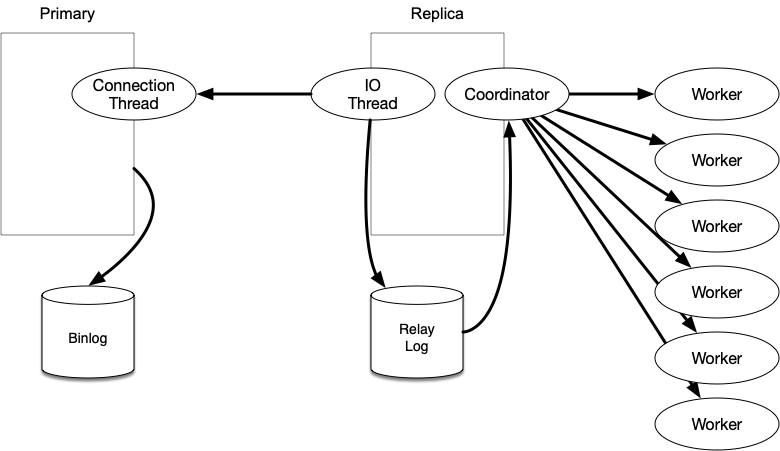 Primary
Replica
Connection
Thread
IO
Thread
Coordinator
Worker
Worker
Worker
Worker
Worker
Worker
Binlog
Relay
Log